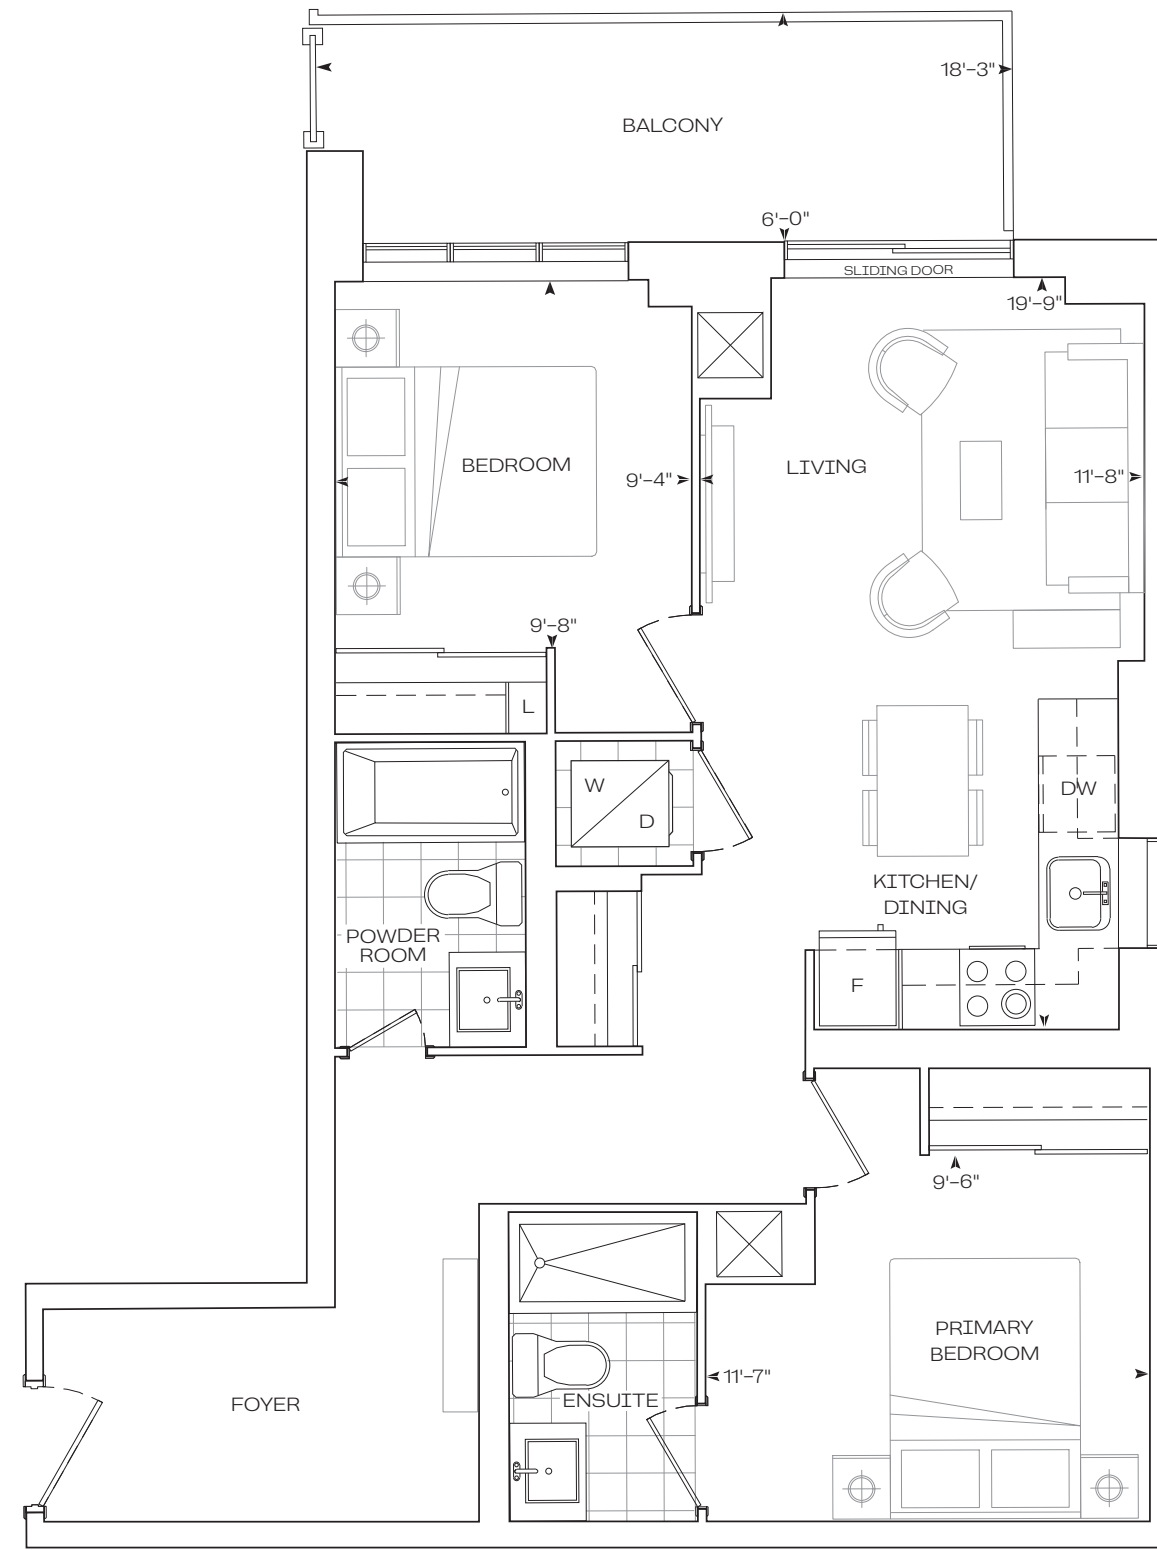 18'-3"
BALCONY
6'-0"
SLIDING DOOR
19'-9"
BEDROOM
9'-4"
LIVING
11'-8"
9'-8"
L
W
D
DW
KITCHEN/
DINING
POWDER
ROOM
F
9'-6"
PRIMARY
BEDROOM
11'-7"
ENSUITE
FOYER